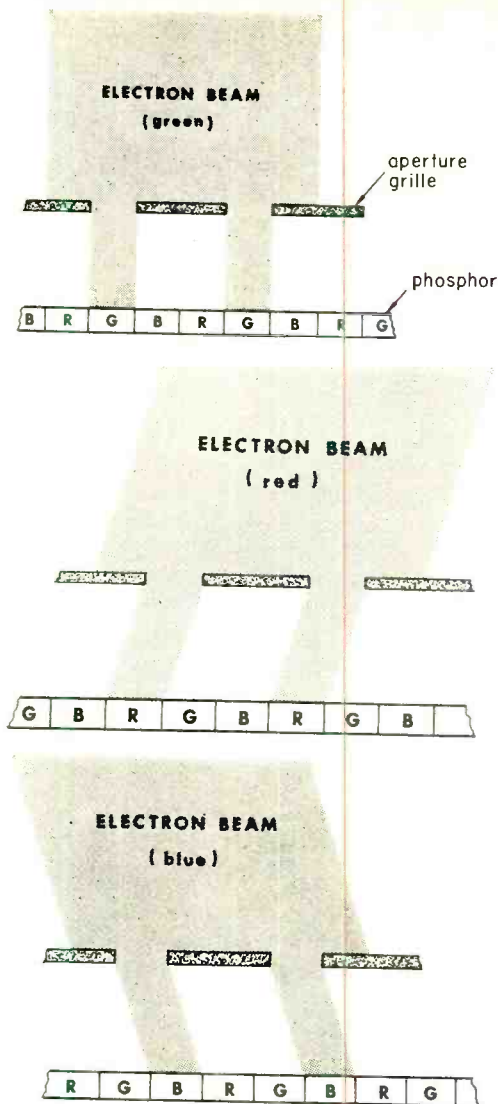 ELECTRON BEAM
(green)
aperture
grille
phosphor
B R G B R G B R G
ELECTRON BEAM
( red )
G B R G B R G B
ELECTRON BEAM
( blue )
R G B R G B R G